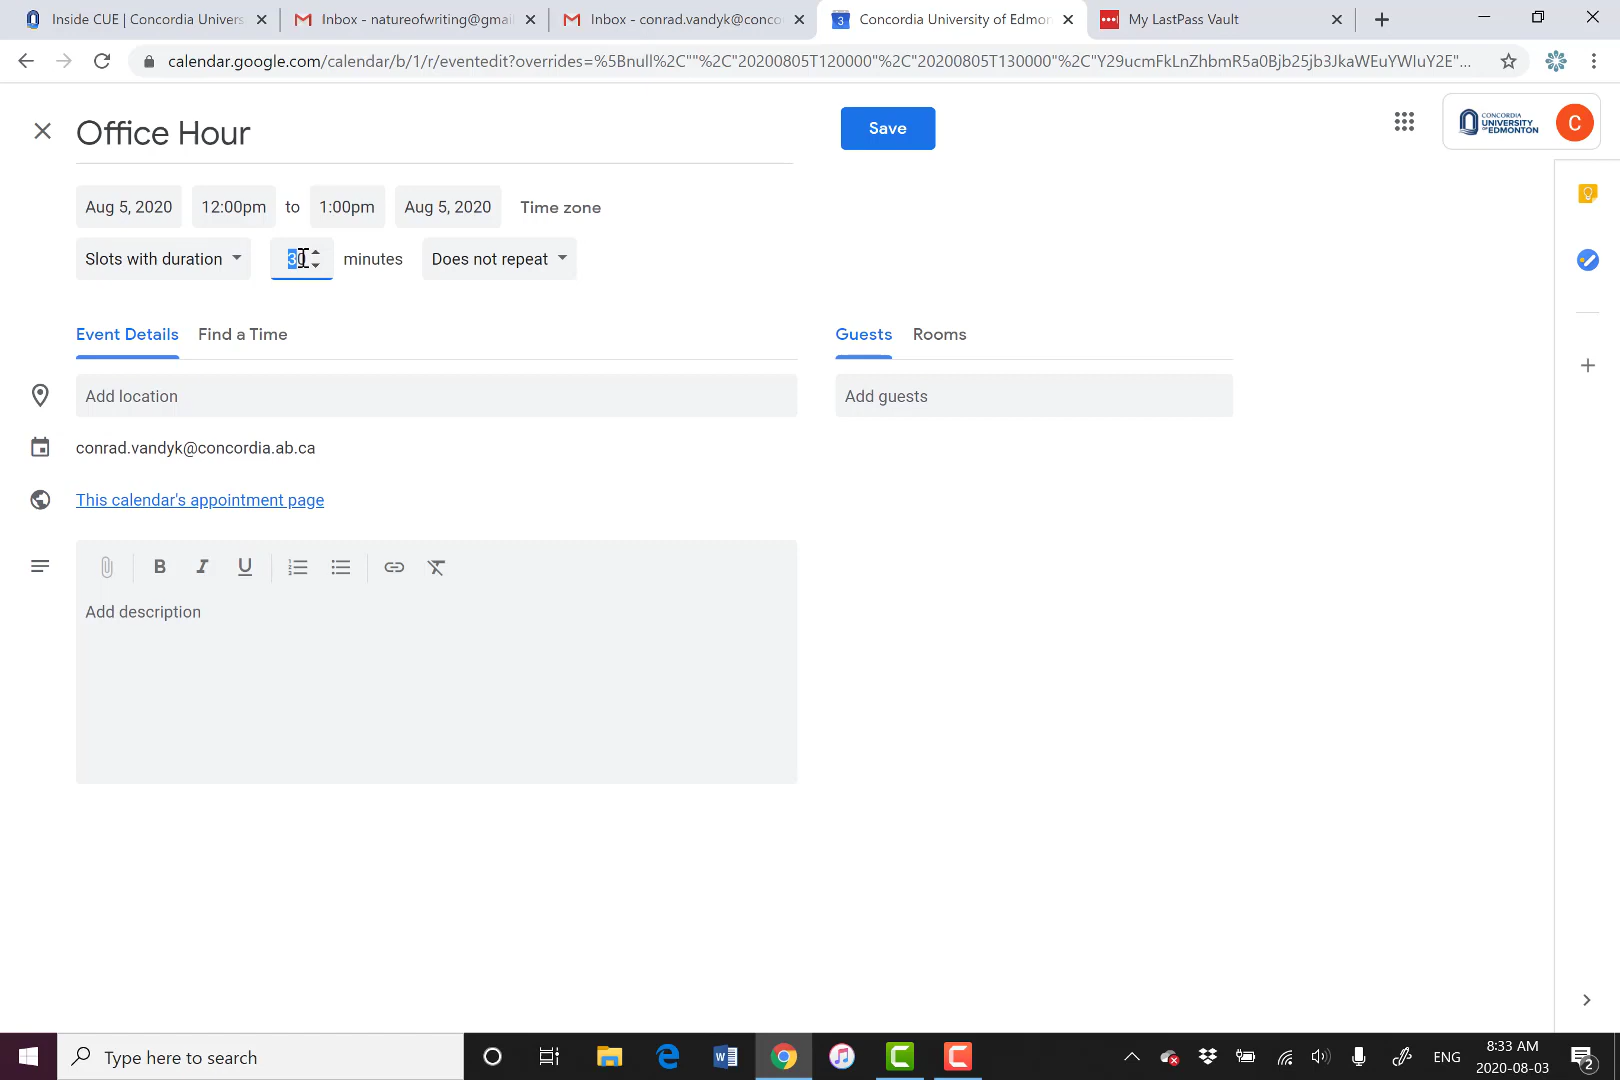 Inside CUE | Concordia Univers
Inbox - natureofwriting@gmai
Inbox - conrad.vandyk@conco
3 Concordia University of Edmon
My LastPass Vault
calendar.google.com/calendar/b/1/r/eventedit?overrides=%5Bnull%2C""%2C"20200805T120000"%2C"20200805T130000"%2C"Y29ucmFkLnZhbmR5a0Bjb25jb3JkaWEuYWIuY2E"...
Office Hour
Save
CONCORDIA
UNIVERSITY
OF EDMONTON
C
Aug 5, 2020 12:00pm to 1:00pm Aug 5, 2020 Time zone
Slots with duration 30 minutes Does not repeat
Event Details Find a Time
Guests Rooms
Add location
Add guests
conrad.vandyk@concordia.ab.ca
This calendar's appointment page
B I U
Add description
Type here to search
ENG
8:33 AM
2020-08-03
2